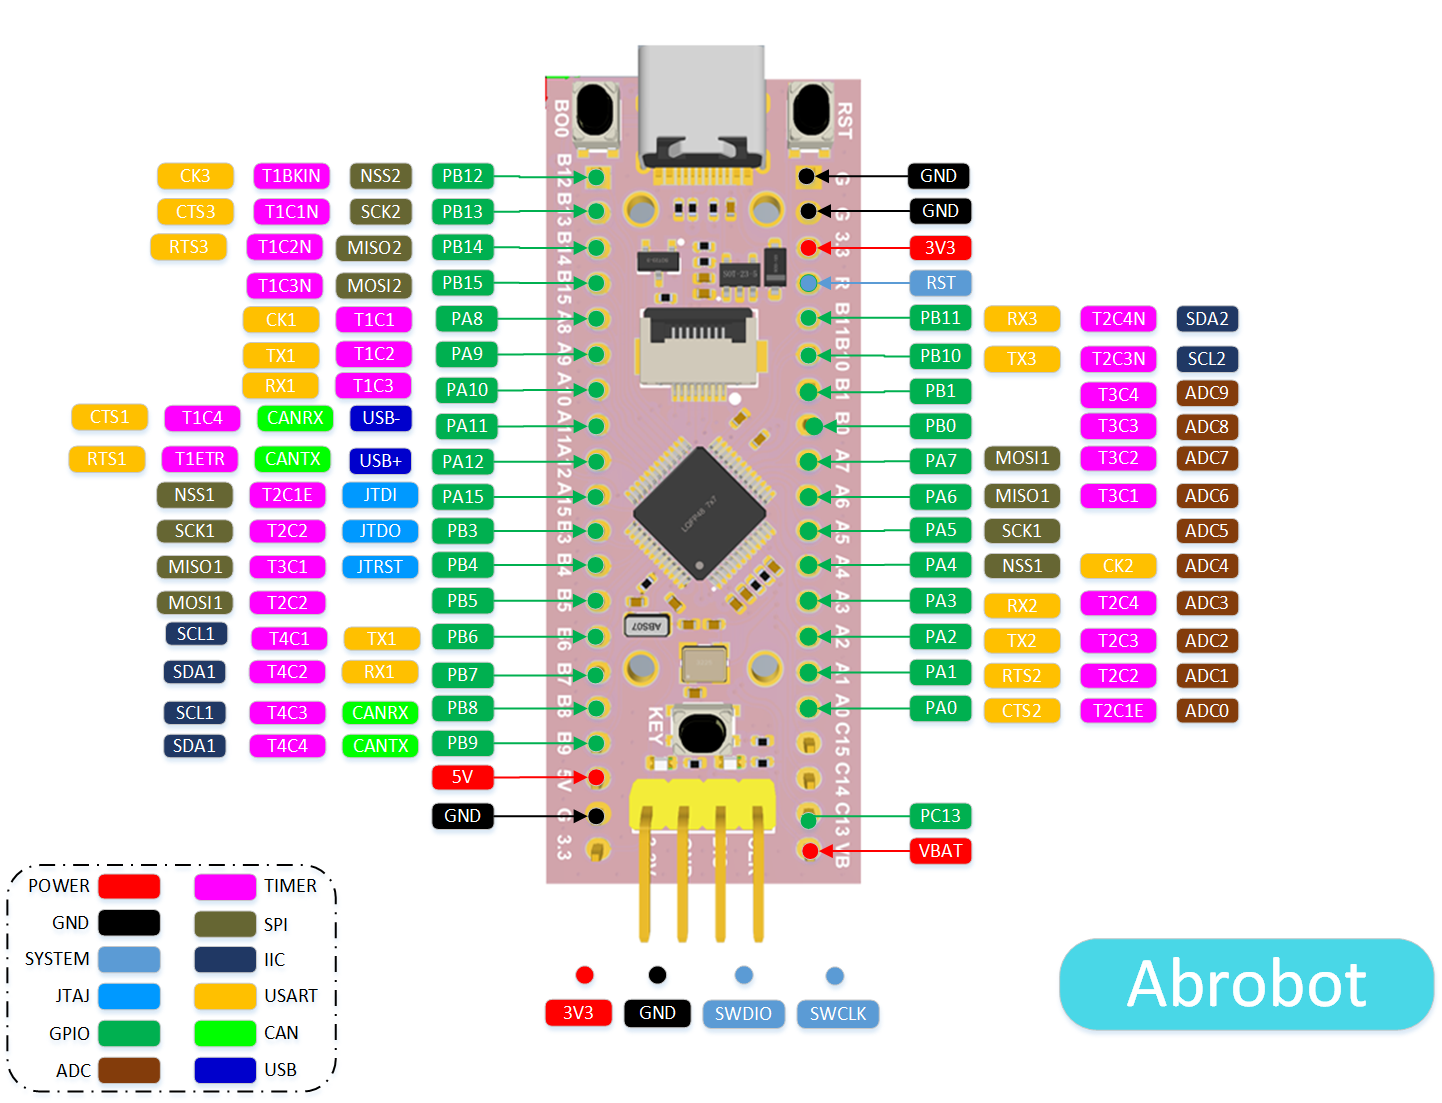 BO0
RST
CK3 T1BKIN NSS2 PB12 B12 G GND
CTS3 T1C1N SCK2 PB13 B13 G GND
RTS3 T1C2N MISO2 PB14 B14 3.3 3V3
T1C3N MOSI2 PB15 B15 R RST
CK1 T1C1 PA8 A8 B11 PB11 RX3 T2C4N SDA2
TX1 T1C2 PA9 A9 B10 PB10 TX3 T2C3N SCL2
RX1 T1C3 PA10 A10 B1 PB1 T3C4 ADC9
CTS1 T1C4 CANRX USB- PA11 A11 B0 PB0 T3C3 ADC8
RTS1 T1ETR CANTX USB+ PA12 A12 A7 PA7 MOSI1 T3C2 ADC7
NSS1 T2C1E JTDI PA15 A15 A6 PA6 MISO1 T3C1 ADC6
SCK1 T2C2 JTDO PB3 B3 A5 PA5 SCK1 ADC5
MISO1 T3C1 JTRST PB4 B4 A4 PA4 NSS1 CK2 ADC4
MOSI1 T2C2 PB5 B5 A3 PA3 RX2 T2C4 ADC3
SCL1 T4C1 TX1 PB6 B6 A2 PA2 TX2 T2C3 ADC2
SDA1 T4C2 RX1 PB7 B7 A1 PA1 RTS2 T2C2 ADC1
SCL1 T4C3 CANRX PB8 B8 A0 PA0 CTS2 T2C1E ADC0
SDA1 T4C4 CANTX PB9 B9 C15
5V 5V C14
GND G C13 PC13
3.3 VB VBAT
SOT-23-5
LQFP48 7x7
ABS07
KEY
3V3 GND SWDIO SWCLK
POWER TIMER
GND SPI
SYSTEM IIC
JTAJ USART
GPIO CAN
ADC USB
Abrobot